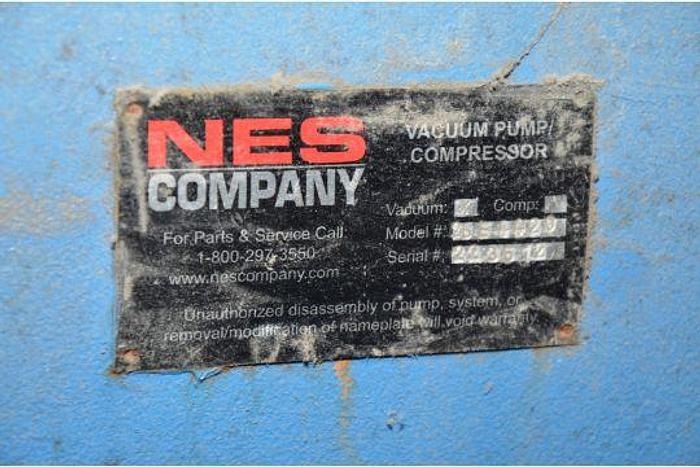 NES
COMPANY
VACUUM PUMP/
COMPRESSOR
Vacuum: Comp:
Model #:
Serial #:
For Parts & Service Call
1-800-297-3550
www.nescompany.com
Unauthorized disassembly of pump, system, or
removal/modification of nameplate will void warranty.